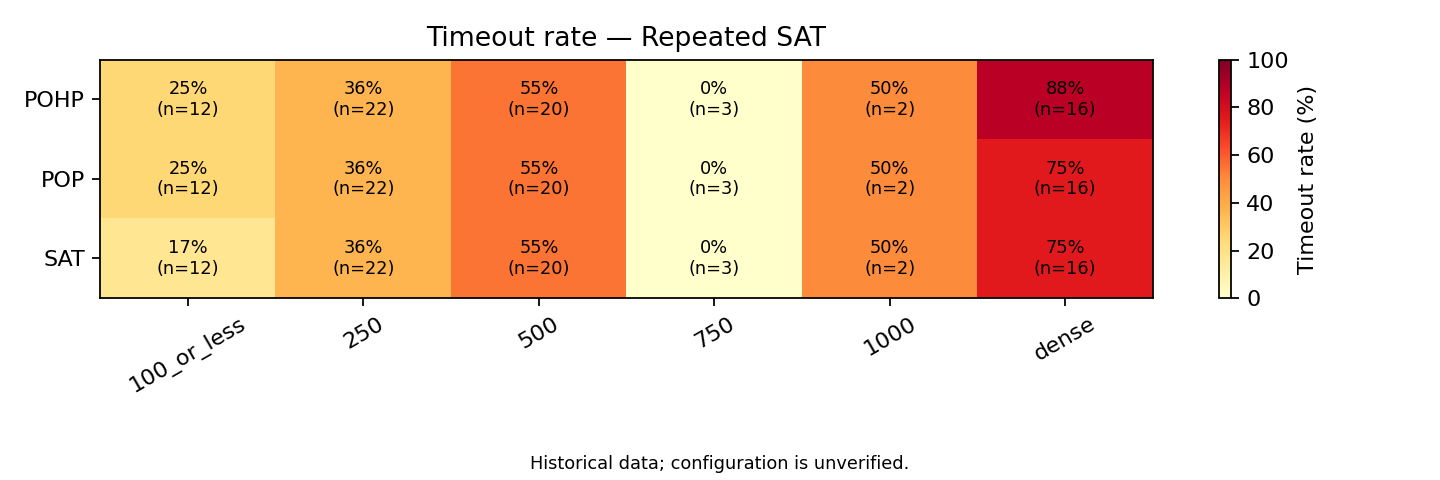 Timeout rate — Repeated SAT
POHP
25%
(n=12)
36%
(n=22)
55%
(n=20)
0%
(n=3)
50%
(n=2)
88%
(n=16)
POP
25%
(n=12)
36%
(n=22)
55%
(n=20)
0%
(n=3)
50%
(n=2)
75%
(n=16)
SAT
17%
(n=12)
36%
(n=22)
55%
(n=20)
0%
(n=3)
50%
(n=2)
75%
(n=16)
100_or_less
250
500
750
1000
dense
100
80
60
40
20
0
Timeout rate (%)
Historical data; configuration is unverified.